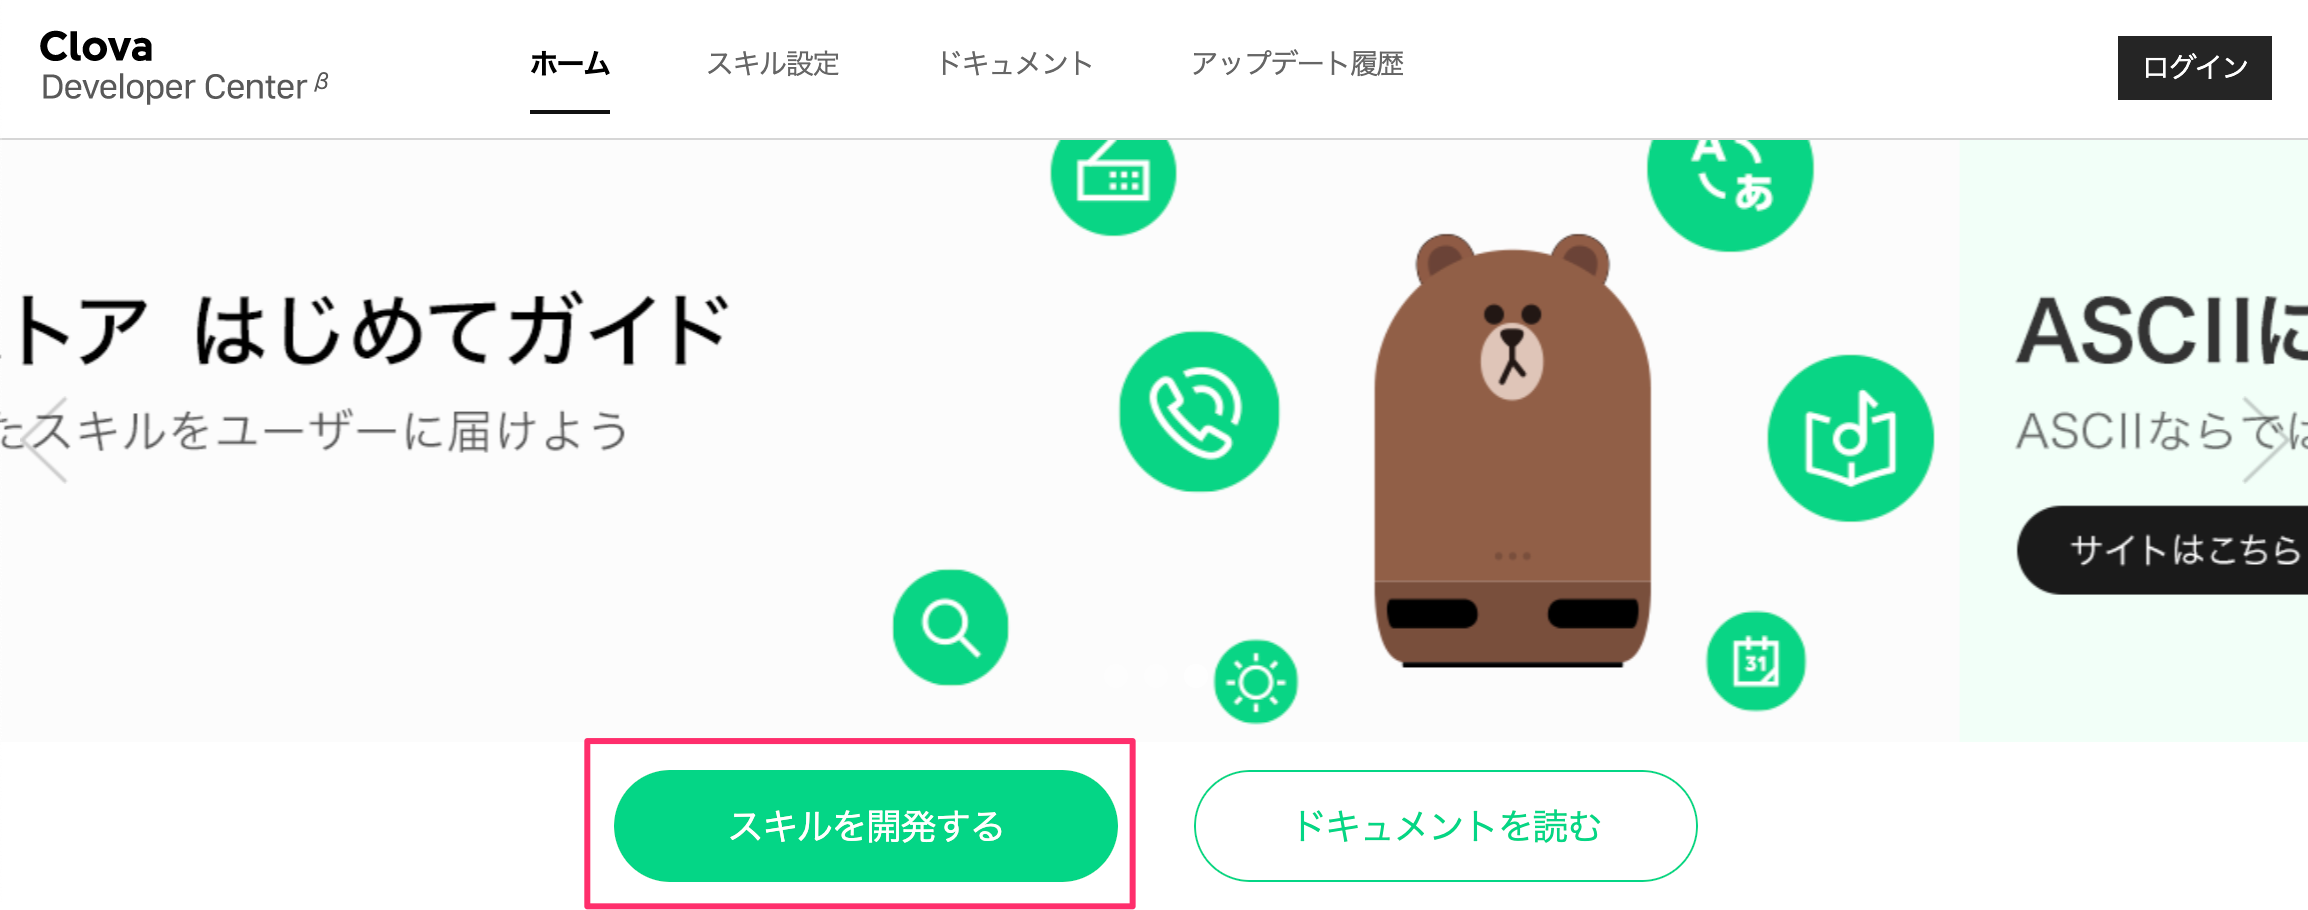 Clova
Developer Center β
ホーム
スキル設定
ドキュメント
アップデート履歴
ログイン
トア はじめてガイド
たスキルをユーザーに届けよう
A あ
31
ASCIIに
ASCIIならでは
サイトはこちら
スキルを開発する
ドキュメントを読む